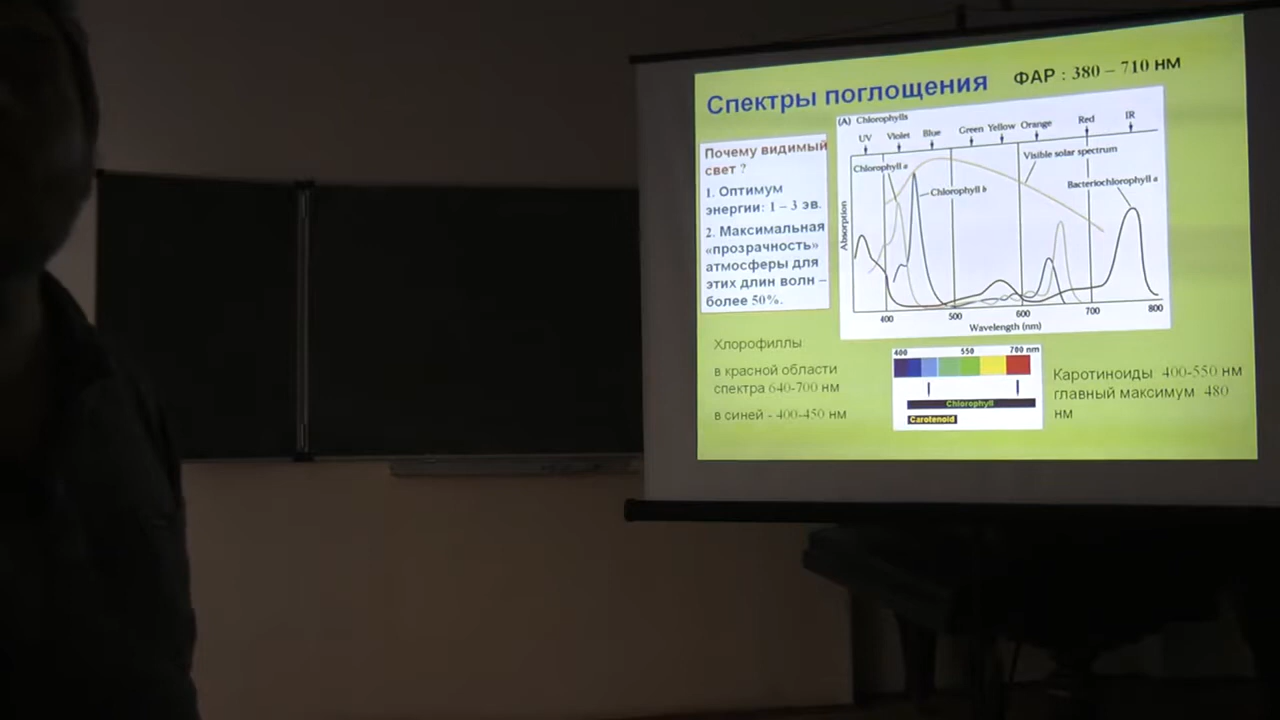 Спектры поглощения
ФАР : 380 – 710 нм
Почему видимый
свет ?
1. Оптимум
энергии: 1 – 3 эв.
2. Максимальная
«прозрачность»
атмосферы для
этих длин волн –
более 50%.
(A) Chlorophylls
UV Violet Blue Green Yellow Orange Red IR
Visible solar spectrum
Chlorophyll a
Chlorophyll b
Bacteriochlorophyll a
Absorption
400 500 600 700 800
Wavelength (nm)
Хлорофиллы
в красной области
спектра 640-700 нм
в синей - 400-450 нм
400 550 700 nm
Chlorophyll
Carotenoid
Каротиноиды 400-550 нм
главный максимум 480
нм